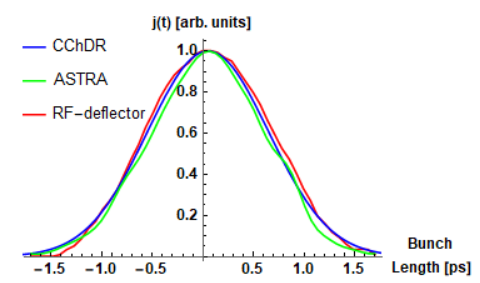 j(t) [arb. units]
CChDR
ASTRA
RF-deflector
1.0
0.8
0.6
0.4
0.2
-1.5 -1.0 -0.5 0.5 1.0 1.5
Bunch
Length [ps]